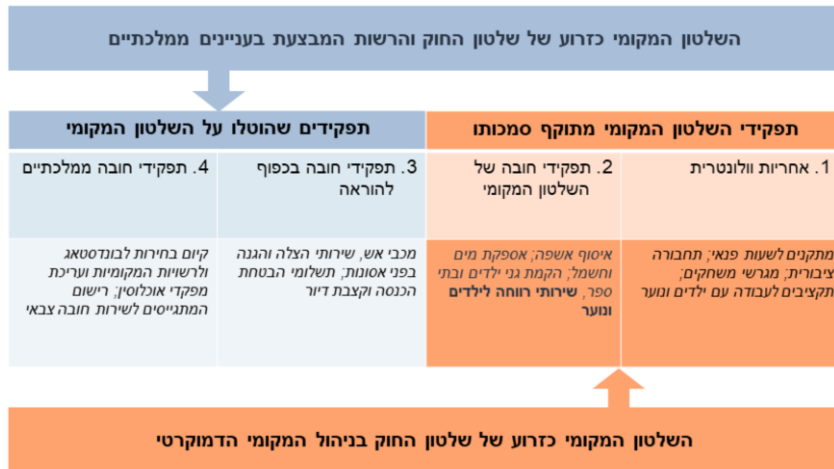 השלטון המקומי כזרוע של שלטון החוק והרשות המבצעת בעניינים ממלכתיים
תפקידי השלטון המקומי מתוקף סמכותו
תפקידים שהוטלו על השלטון המקומי
1. אחריות וולונטרית
2. תפקידי חובה של
השלטון המקומי
3. תפקידי חובה בכפוף
להוראה
4. תפקידי חובה ממלכתיים
מתקנים לשעות פנאי; תחבורה
ציבורית; מגרשי משחקים;
תקציבים לעבודה עם ילדים ונוער
איסוף אשפה; אספקת מים
וחשמל; הקמת גני ילדים ובתי
ספר, שירותי רווחה לילדים
ונוער
מכבי אש, שירותי הצלה והגנה
בפני אסונות; תשלומי הבטחת
הכנסה וקצבת דיור
קיום בחירות לבונדסטאג
ולרשויות המקומיות ועריכת
מפקדי אוכלוסין; רישום
המתגייסים לשירות חובה צבאי
השלטון המקומי כזרוע של שלטון החוק בניהול המקומי הדמוקרטי